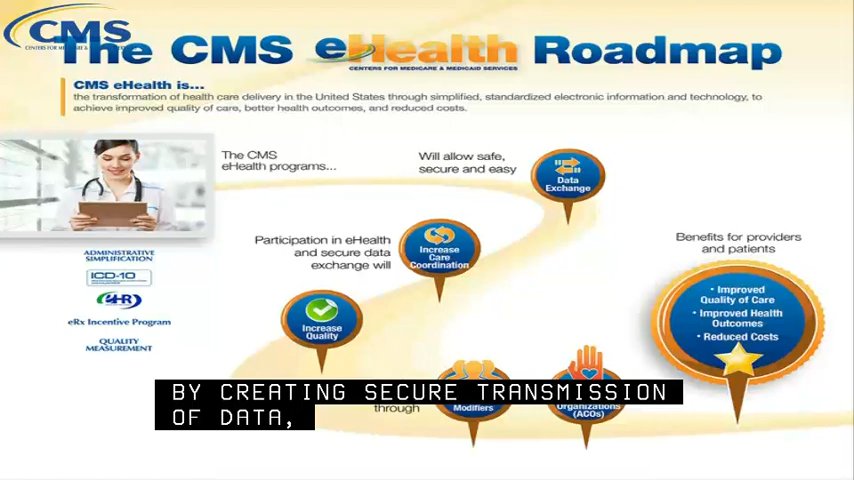 CMS
The CMS eHealth Roadmap
CENTERS FOR MEDICARE & MEDICAID SERVICES
CMS eHealth is...
the transformation of health care delivery in the United States through simplified, standardized electronic information and technology, to
achieve improved quality of care, better health outcomes, and reduced costs.
The CMS
eHealth programs...
Will allow safe,
secure and easy
Data
Exchange
Participation in eHealth
and secure data
exchange will
Increase
Care
Coordination
Increase
Quality
Benefits for providers
and patients
• Improved
Quality of Care
• Improved Health
Outcomes
• Reduced Costs
ADMINISTRATIVE
SIMPLIFICATION
ICD-10
EHR
eRx Incentive Program
QUALITY
MEASUREMENT
through
Modifiers
Organizations
(ACOs)
BY CREATING SECURE TRANSMISSION
OF DATA,